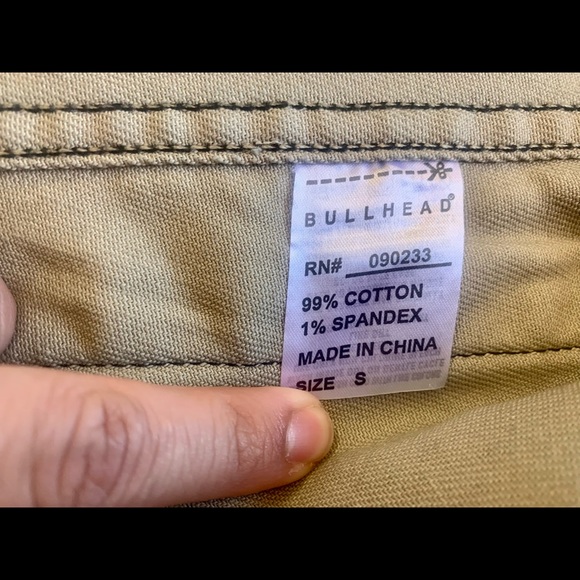 BULLHEAD®
RN# 090233
99% COTTON
1% SPANDEX
MADE IN CHINA
SIZE S